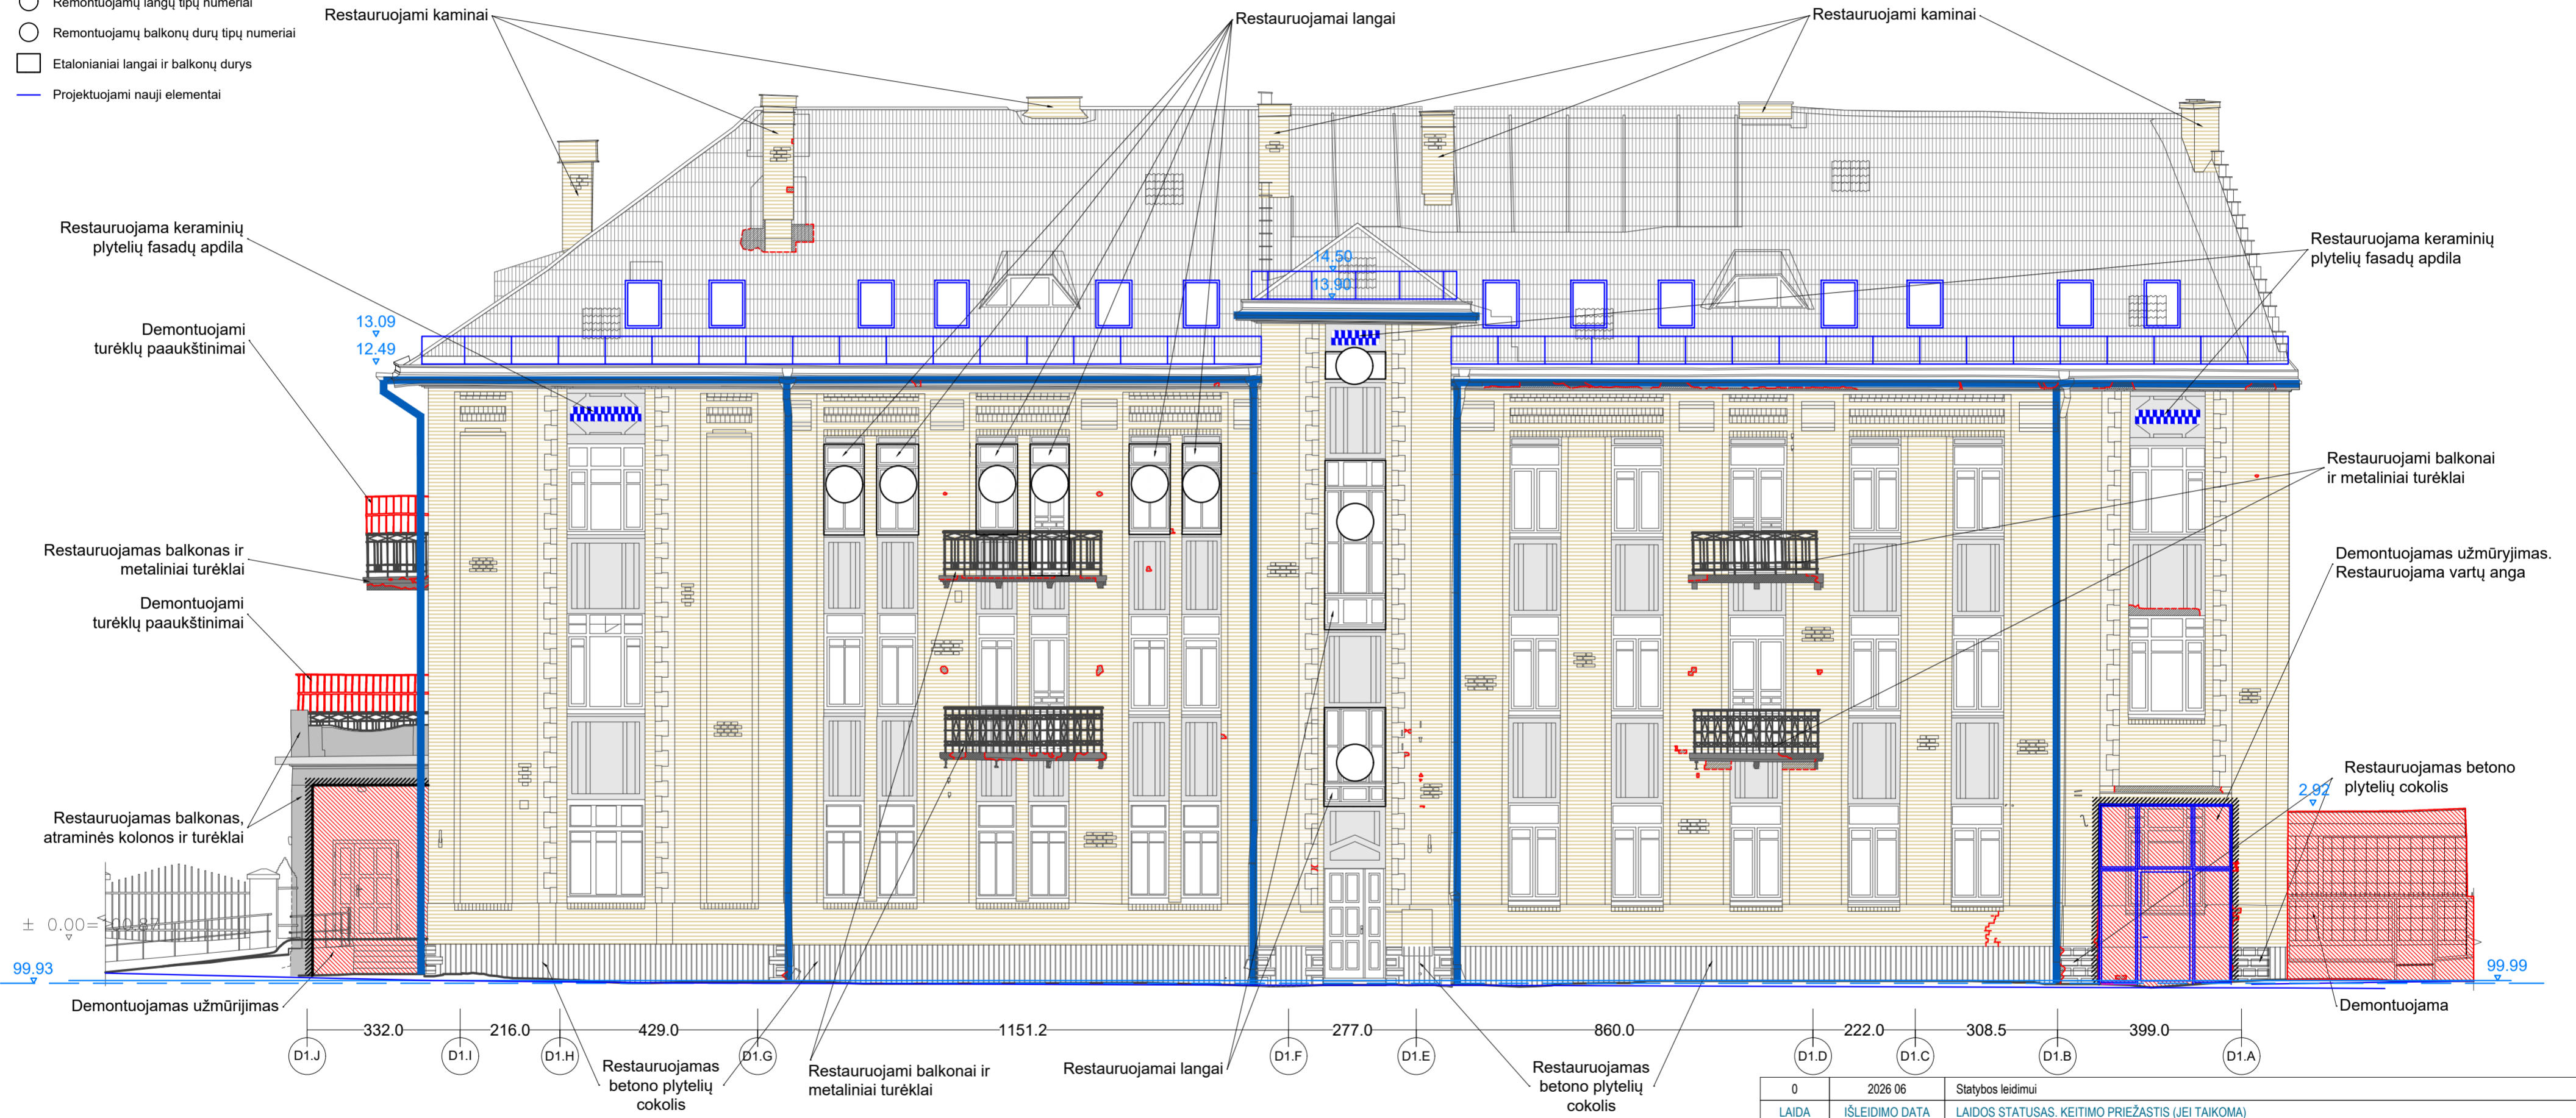 Remontuojamų langų tipų numeriai
Remontuojamų balkonų durų tipų numeriai
Etalonianiai langai ir balkonų durys
Projektuojami nauji elementai
Restauruojami kaminai
Restauruojamai langai
Restauruojami kaminai
Restauruojama keraminių
plytelių fasadų apdila
Restauruojama keraminių
plytelių fasadų apdila
14.50
13.90
13.09
12.49
Demontuojami
turėklų paaukštinimai
Restauruojami balkonai
ir metaliniai turėklai
Restauruojamas balkonas ir
metaliniai turėklai
Demontuojamas užmūryjimas.
Restauruojama vartų anga
Demontuojami
turėklų paaukštinimai
Restauruojamas betono
plytelių cokolis
2.92
Restauruojamas balkonas,
atraminės kolonos ir turėklai
± 0.00=
99.93
99.99
Demontuojamas užmūrijimas
Demontuojama
332.0 216.0 429.0 1151.2 277.0 860.0 222.0 308.5 399.0
D1.J D1.I D1.H D1.G D1.F D1.E D1.D D1.C D1.B D1.A
Restauruojamas
betono plytelių
cokolis
Restauruojami balkonai ir
metaliniai turėklai
Restauruojamai langai
Restauruojamas
betono plytelių
cokolis
0 2026 06 Statybos leidimui
LAIDA IŠLEIDIMO DATA LAIDOS STATUSAS. KEITIMO PRIEŽASTIS (JEI TAIKOMA)